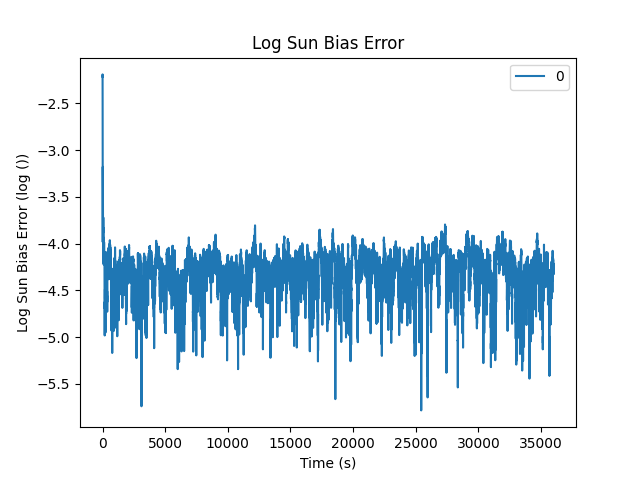 Log Sun Bias Error
0
Log Sun Bias Error (log ())
−2.5
−3.0
−3.5
−4.0
−4.5
−5.0
−5.5
0 5000 10000 15000 20000 25000 30000 35000
Time (s)